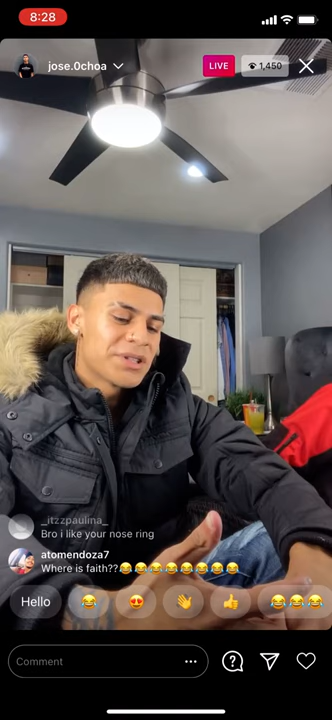 8:28
jose.0choa
LIVE
1,450
_itzzpaulina_
Bro i like your nose ring
atomendoza7
Where is faith??😂😂😂😂😂😂😂😂
Hello 😂 😍 👋 👍 😂😂😂
Comment